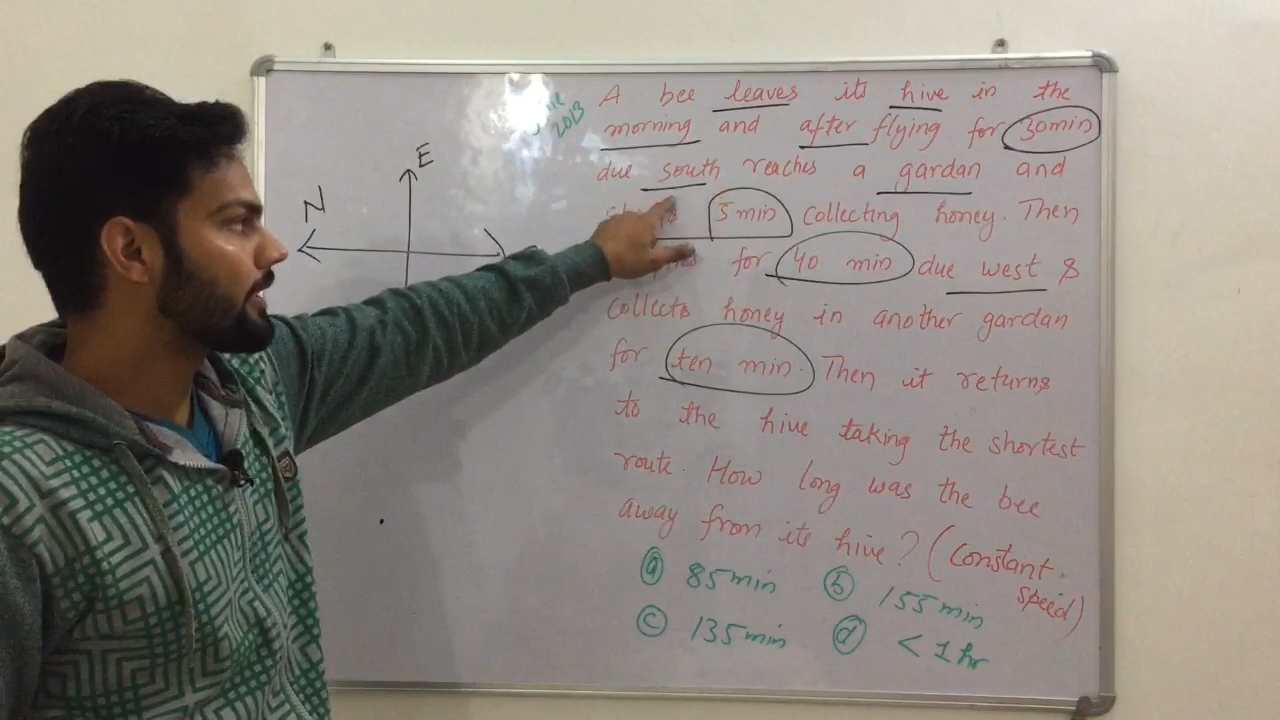 2013
A bee leaves its hive in the
morning and after flying for 30min
due south reaches a gardan and
5 min collecting honey. Then
for 40 min due west &
collects honey in another gardan
for ten min. Then it returns
to the hive taking the shortest
route. How long was the bee
away from its hive? (Constant
speed)
(a) 85min (b) 155min
(c) 135min (d) < 1 hr
E
N